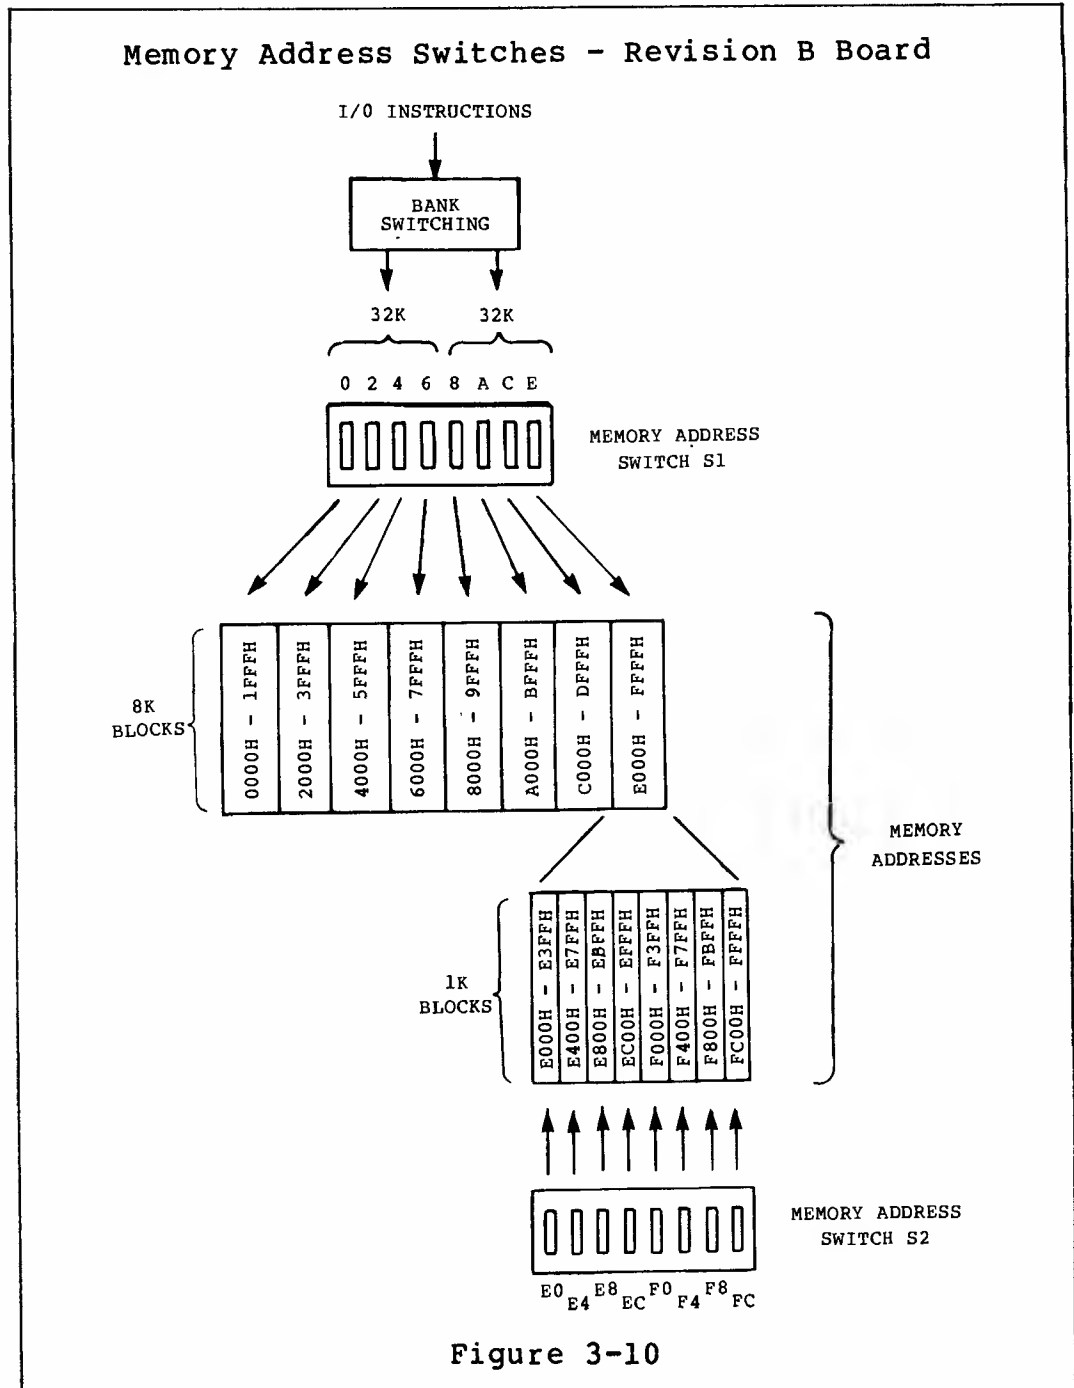 Memory Address Switches - Revision B Board
I/O INSTRUCTIONS
BANK
SWITCHING
32K 32K
0 2 4 6 8 A C E
MEMORY ADDRESS
SWITCH S1
8K
BLOCKS
0000H - 1FFFH
2000H - 3FFFH
4000H - 5FFFH
6000H - 7FFFH
8000H - 9FFFH
A000H - BFFFH
C000H - DFFFH
E000H - FFFFH
MEMORY
ADDRESSES
1K
BLOCKS
E000H - E3FFH
E400H - E7FFH
E800H - EBFFH
EC00H - EFFFH
F000H - F3FFH
F400H - F7FFH
F800H - FBFFH
FC00H - FFFFH
MEMORY ADDRESS
SWITCH S2
E0 E4 E8 EC F0 F4 F8 FC
Figure 3-10